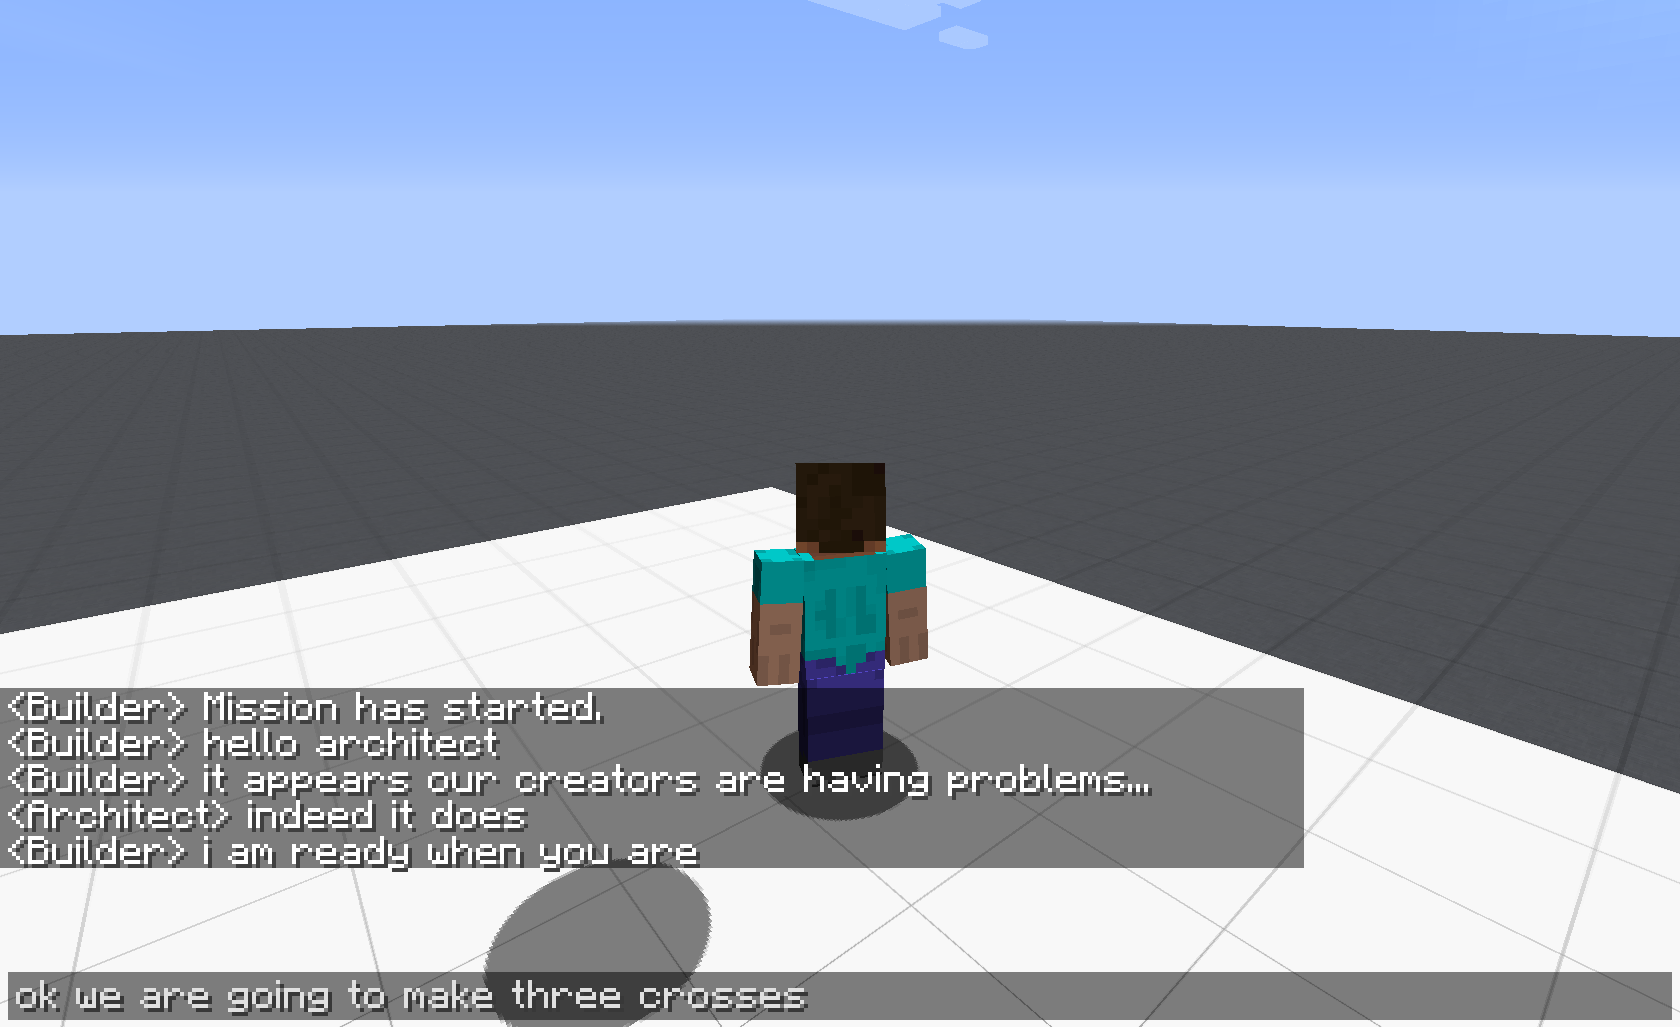 <Builder> Mission has started.
<Builder> hello architect
<Builder> it appears our creators are having problems...
<Architect> indeed it does
<Builder> i am ready when you are
ok we are going to make three crosses